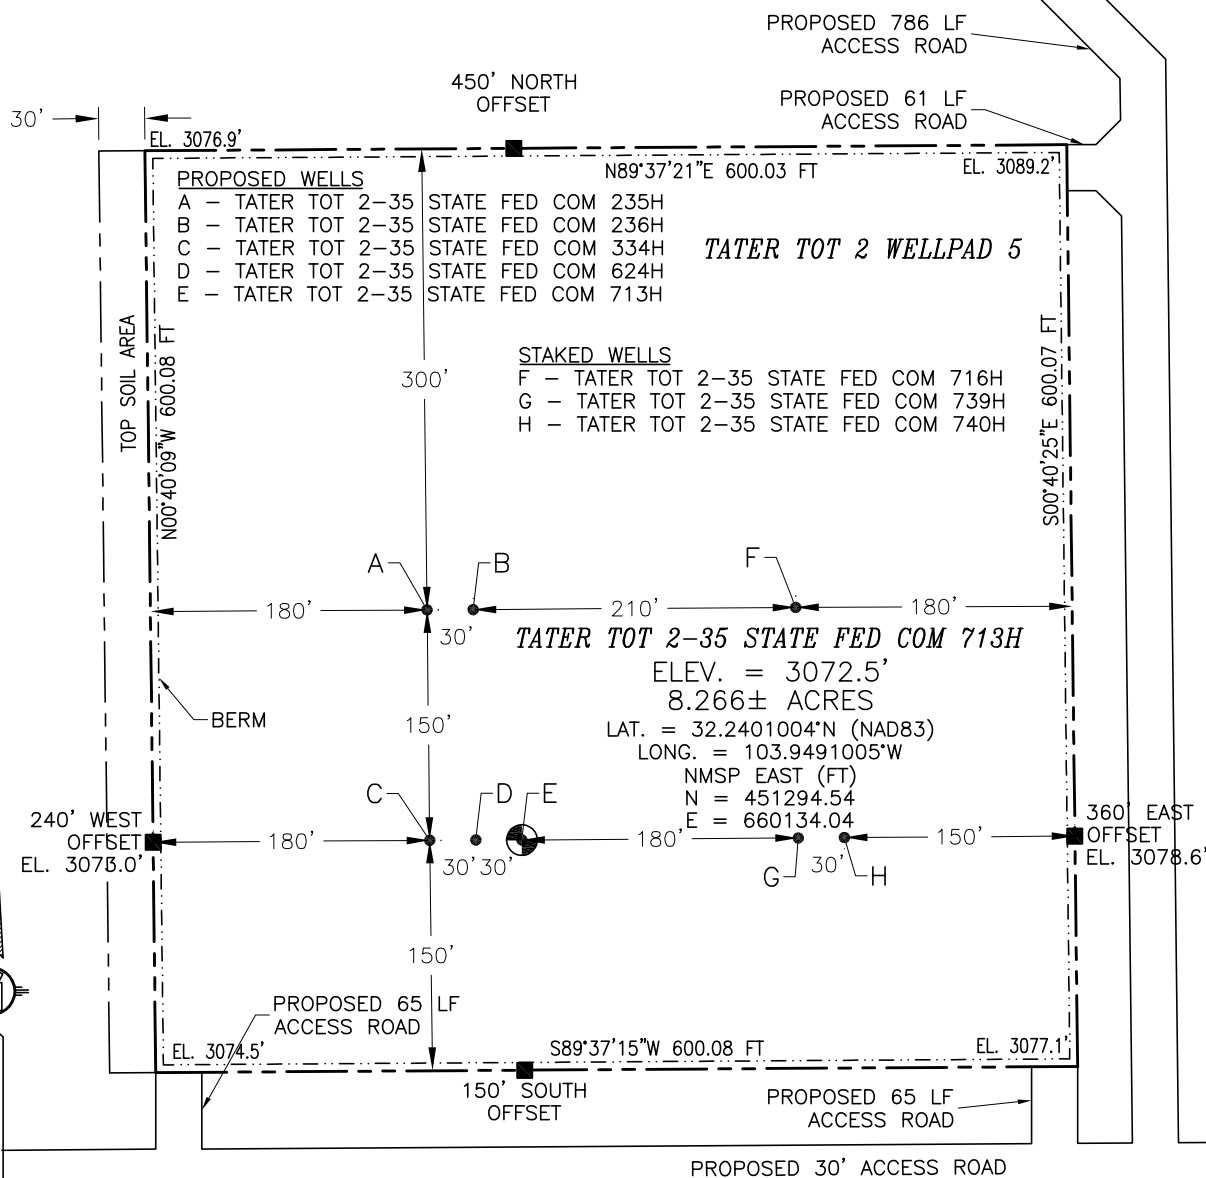 PROPOSED 786 LF
ACCESS ROAD
450' NORTH
OFFSET
PROPOSED 61 LF
ACCESS ROAD
30'
EL. 3076.9'
N89°37'21"E 600.03 FT
EL. 3089.2'
PROPOSED WELLS
A - TATER TOT 2-35 STATE FED COM 235H
B - TATER TOT 2-35 STATE FED COM 236H
C - TATER TOT 2-35 STATE FED COM 334H
D - TATER TOT 2-35 STATE FED COM 624H
E - TATER TOT 2-35 STATE FED COM 713H
TATER TOT 2 WELLPAD 5
TOP SOIL AREA
N00°40'09"W 600.08 FT
300'
STAKED WELLS
F - TATER TOT 2-35 STATE FED COM 716H
G - TATER TOT 2-35 STATE FED COM 739H
H - TATER TOT 2-35 STATE FED COM 740H
S00°40'25"E 600.07 FT
A
B
F
180'
210'
180'
30'
TATER TOT 2-35 STATE FED COM 713H
ELEV. = 3072.5'
8.266± ACRES
LAT. = 32.2401004°N (NAD83)
LONG. = 103.9491005°W
NMSP EAST (FT)
N = 451294.54
E = 660134.04
BERM
150'
C
D
E
240' WEST
OFFSET
EL. 3073.0'
180'
180'
150'
360' EAST
OFFSET
EL. 3078.6'
30'
30'
30'
G
H
150'
PROPOSED 65 LF
ACCESS ROAD
EL. 3074.5'
S89°37'15"W 600.08 FT
EL. 3077.1'
150' SOUTH
OFFSET
PROPOSED 65 LF
ACCESS ROAD
PROPOSED 30' ACCESS ROAD